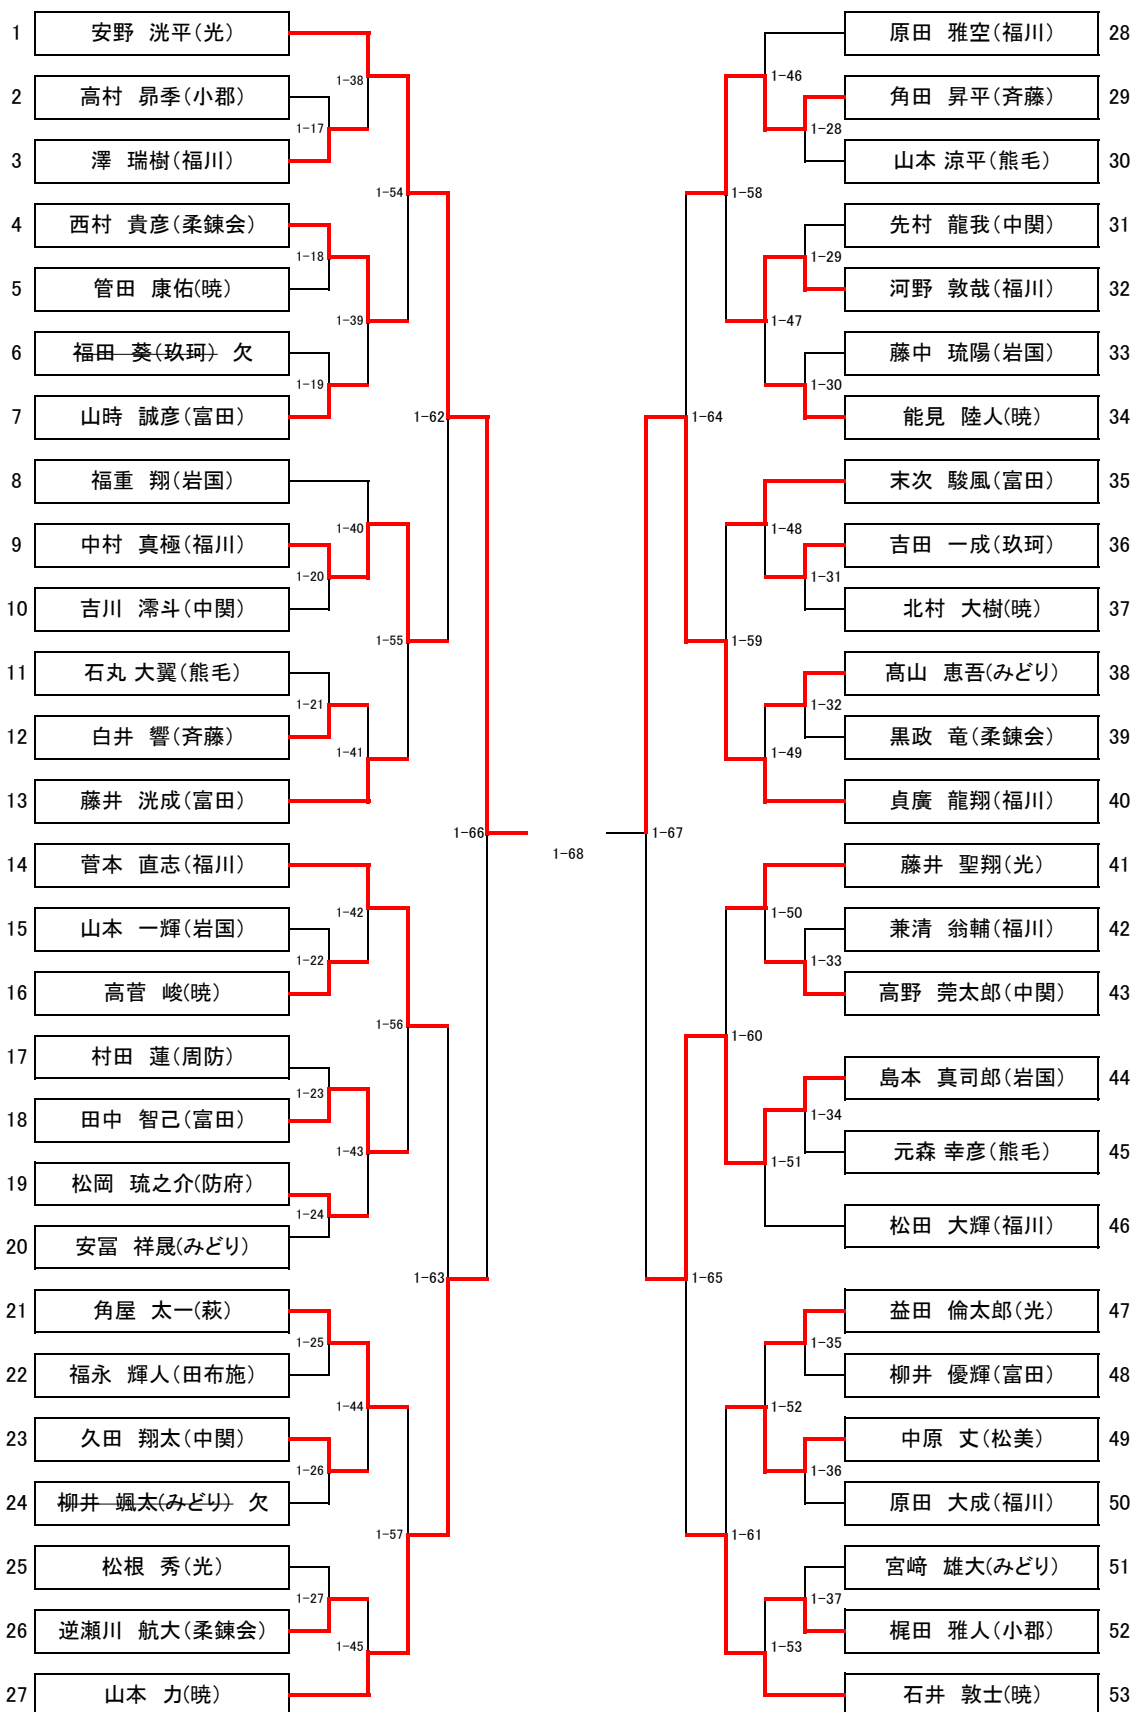 1 安野 洸平(光)
2 高村 昴季(小郡)
3 澤 瑞樹(福川)
4 西村 貴彦(柔錬会)
5 管田 康佑(暁)
6 福田 葵(玖珂) 欠
7 山時 誠彦(富田)
8 福重 翔(岩国)
9 中村 真極(福川)
10 吉川 澪斗(中関)
11 石丸 大翼(熊毛)
12 白井 響(斉藤)
13 藤井 洸成(富田)
14 菅本 直志(福川)
15 山本 一輝(岩国)
16 高菅 峻(暁)
17 村田 蓮(周防)
18 田中 智己(富田)
19 松岡 琉之介(防府)
20 安冨 祥晟(みどり)
21 角屋 太一(萩)
22 福永 輝人(田布施)
23 久田 翔太(中関)
24 柳井 颯太(みどり) 欠
25 松根 秀(光)
26 逆瀬川 航大(柔錬会)
27 山本 力(暁)
1-17
1-18
1-19
1-20
1-21
1-22
1-23
1-24
1-25
1-26
1-27
1-38
1-39
1-40
1-41
1-42
1-43
1-44
1-45
1-54
1-55
1-56
1-57
1-62
1-63
1-66
1-68
1-67
1-64
1-65
1-58
1-59
1-60
1-61
1-46
1-47
1-48
1-49
1-50
1-51
1-52
1-53
1-28
1-29
1-30
1-31
1-32
1-33
1-34
1-35
1-36
1-37
原田 雅空(福川) 28
角田 昇平(斉藤) 29
山本 涼平(熊毛) 30
先村 龍我(中関) 31
河野 敦哉(福川) 32
藤中 琉陽(岩国) 33
能見 陸人(暁) 34
末次 駿風(富田) 35
吉田 一成(玖珂) 36
北村 大樹(暁) 37
髙山 恵吾(みどり) 38
黒政 竜(柔錬会) 39
貞廣 龍翔(福川) 40
藤井 聖翔(光) 41
兼清 翁輔(福川) 42
高野 莞太郎(中関) 43
島本 真司郎(岩国) 44
元森 幸彦(熊毛) 45
松田 大輝(福川) 46
益田 倫太郎(光) 47
柳井 優輝(富田) 48
中原 丈(松美) 49
原田 大成(福川) 50
宮﨑 雄大(みどり) 51
梶田 雅人(小郡) 52
石井 敦士(暁) 53